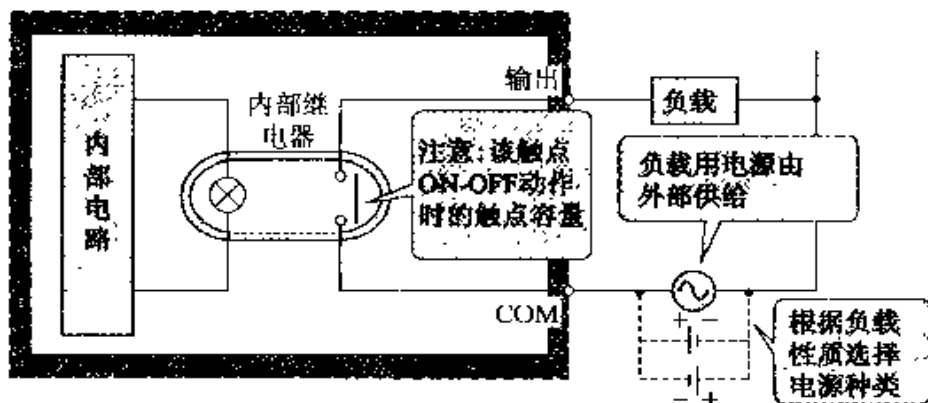 输出
负载
内部继
电器
内部电路
注意:该触点
ON-OFF动作
时的触点容量
负载用电源由
外部供给
COM
+ -
根据负载
性质选择
电源种类
- +